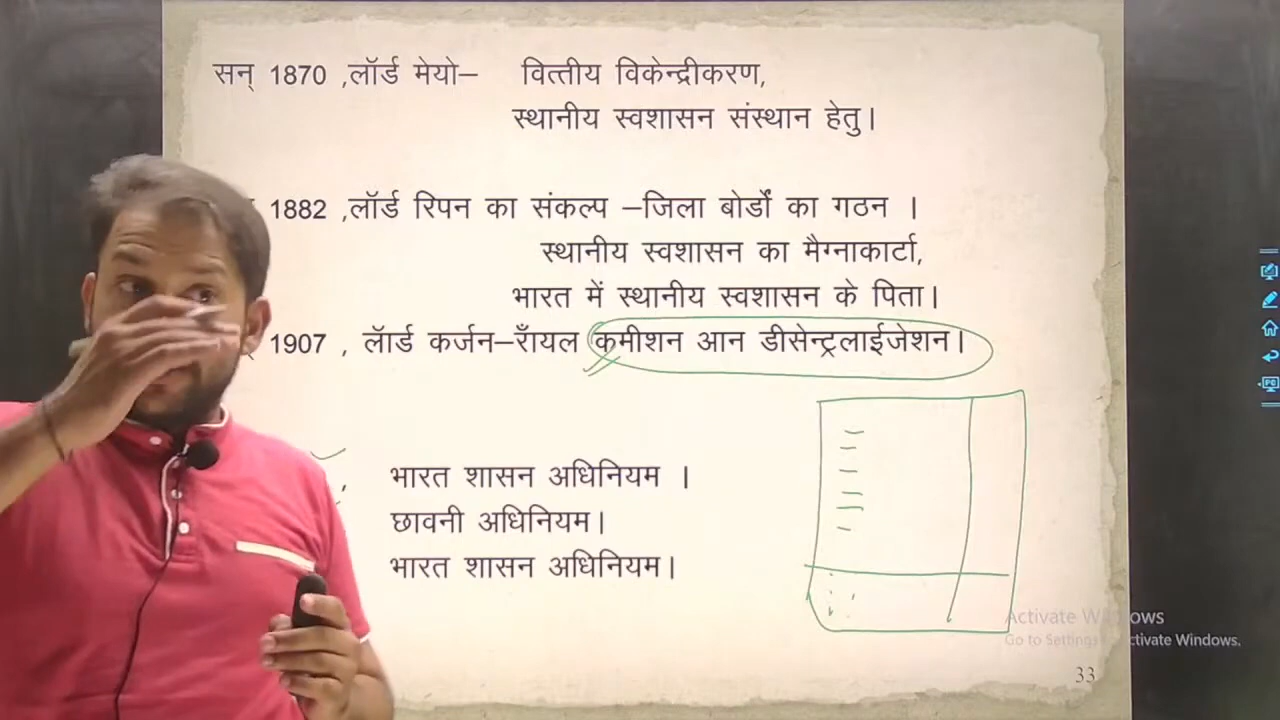 सन् 1870 ,लॉर्ड मेयो– वित्तीय विकेन्द्रीकरण,
स्थानीय स्वशासन संस्थान हेतु।
1882 ,लॉर्ड रिपन का संकल्प –जिला बोर्डों का गठन ।
स्थानीय स्वशासन का मैग्नाकार्टा,
भारत में स्थानीय स्वशासन के पिता।
1907 , लॉर्ड कर्जन–रॉंयल कमीशन आन डीसेन्ट्रलाईजेशन।
, भारत शासन अधिनियम ।
छावनी अधिनियम।
भारत शासन अधिनियम।
Activate Windows
Go to Settings to activate Windows.
33